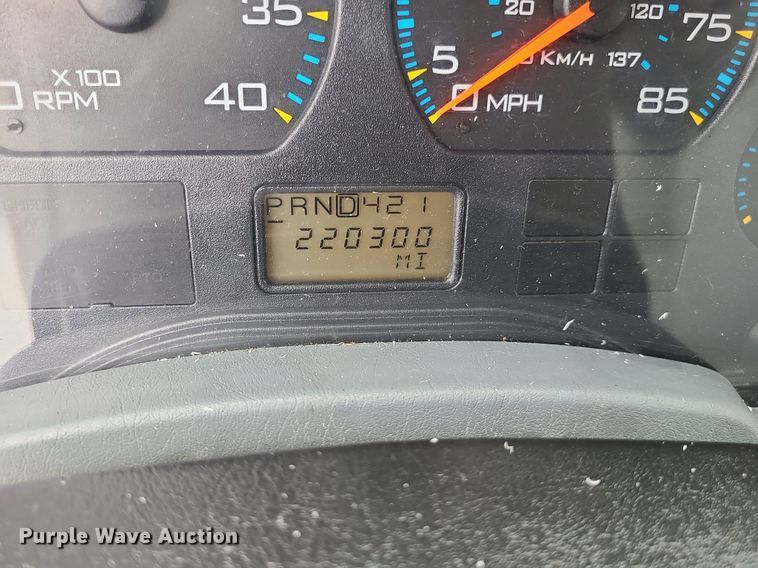 35
X100
RPM
40
20
120
5
75
KM/H 137
0 MPH
85
PRND421
220300
MI
Purple Wave Auction